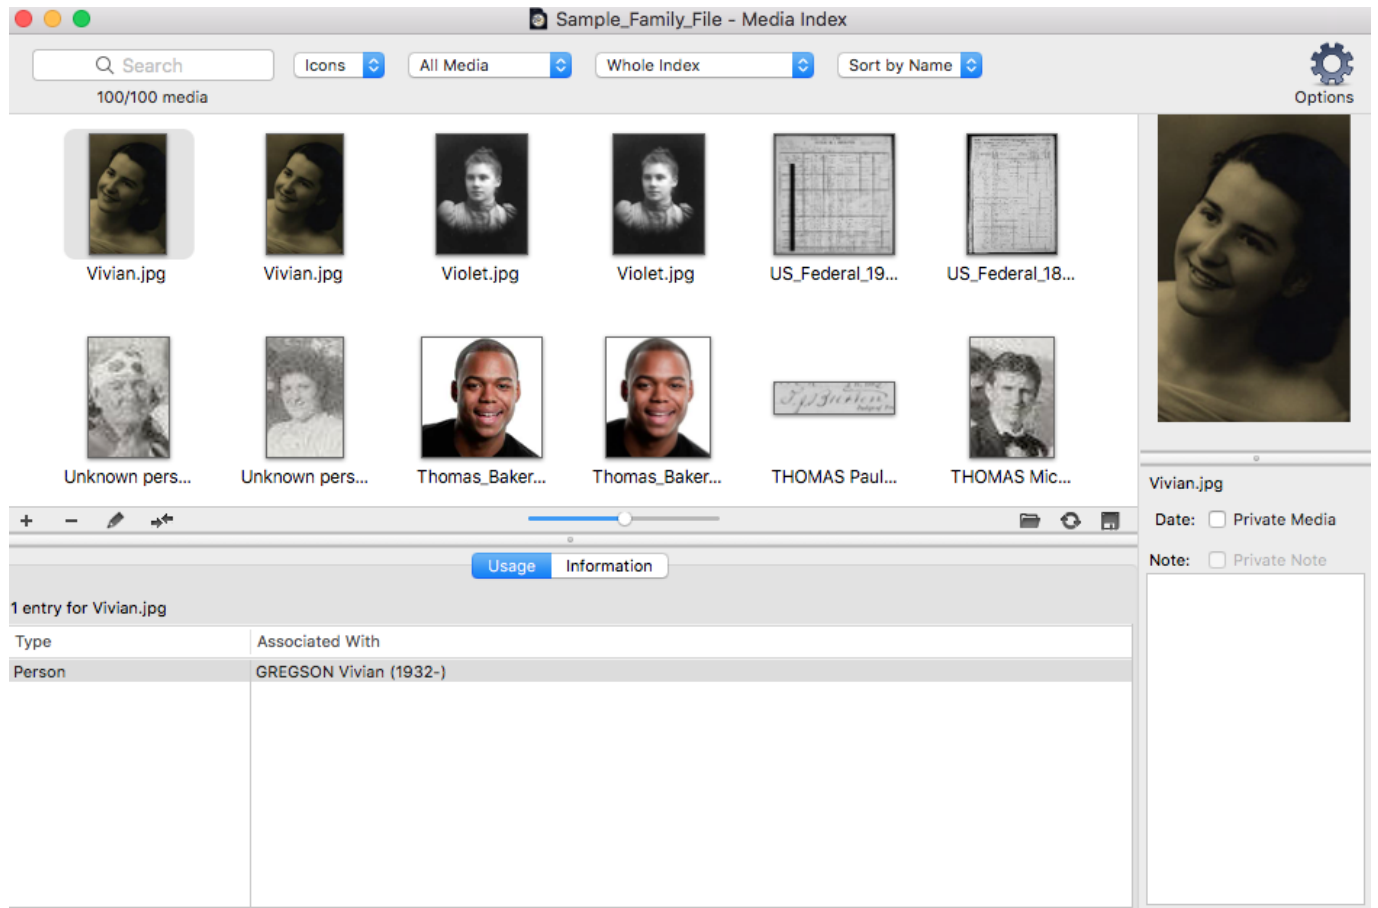 Sample_Family_File - Media Index
Search
Icons
All Media
Whole Index
Sort by Name
100/100 media
Options
Vivian.jpg
Vivian.jpg
Violet.jpg
Violet.jpg
US_Federal_19...
US_Federal_18...
Unknown pers...
Unknown pers...
Thomas_Baker...
Thomas_Baker...
THOMAS Paul...
THOMAS Mic...
Vivian.jpg
Date: Private Media
Note: Private Note
Usage
Information
1 entry for Vivian.jpg
Type
Associated With
Person
GREGSON Vivian (1932-)